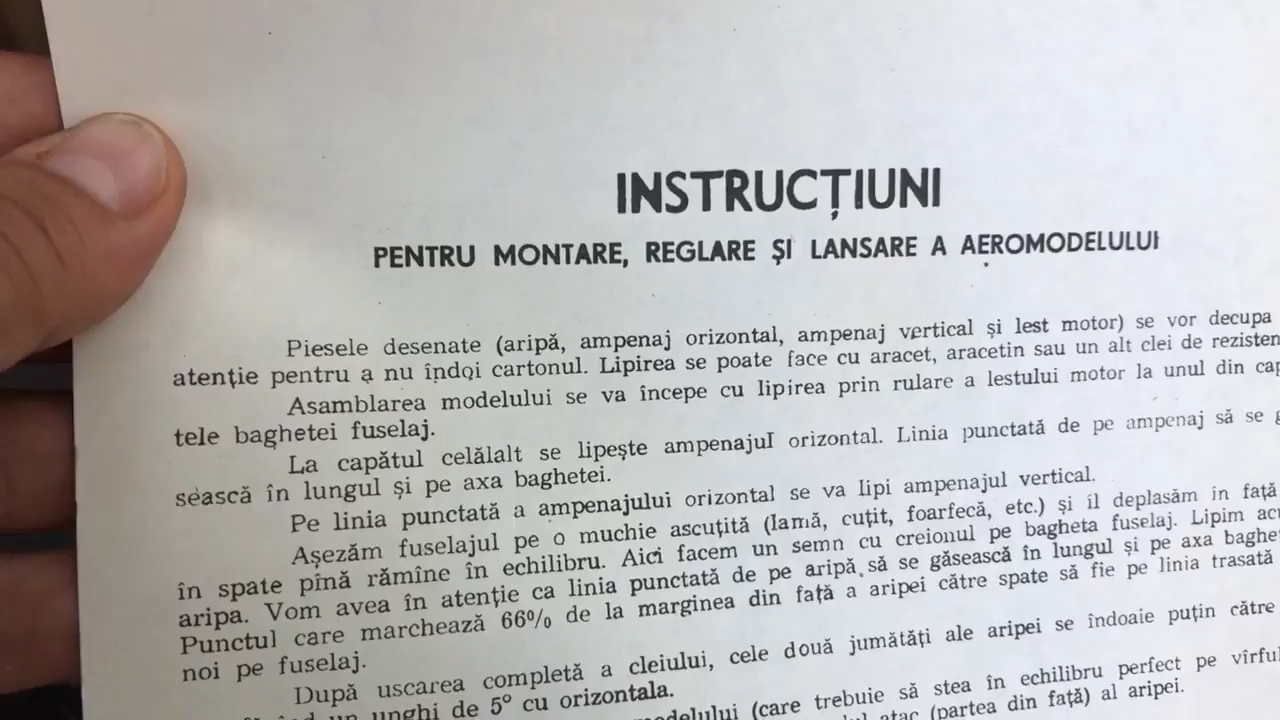 INSTRUCȚIUNI
PENTRU MONTARE, REGLARE ȘI LANSARE A AEROMODELULUI
Piesele desenate (aripă, ampenaj orizontal, ampenaj vertical și lest motor) se vor decupa
atenție pentru a nu îndoi cartonul. Lipirea se poate face cu aracet, aracetin sau un alt clei de
Asamblarea modelului se va începe cu lipirea prin rulare a lestului motor la unul din
tele baghetei fuselaj.
La capătul celălalt se lipește ampenajul orizontal. Linia punctată de pe ampenaj să se
sească în lungul și pe axa baghetei.
Pe linia punctată a ampenajului orizontal se va lipi ampenajul vertical.
Așezăm fuselajul pe o muchie ascuțită (lamă, cuțit, foarfecă, etc.) și îl deplasăm in față
în spate pînă rămîne în echilibru. Aici facem un semn cu creionul pe bagheta fuselaj. Lipim
aripa. Vom avea în atenție ca linia punctată de pe aripă să se găsească în lungul și pe axa
Punctul care marchează 66% de la marginea din față a aripei către spate să fie pe linia trasată
noi pe fuselaj.
După uscarea completă a cleiului, cele două jumătăți ale aripei se îndoaie puțin către
un unghi de 5° cu orizontala.
(care trebuie să stea în echilibru perfect pe
atac (partea din față) al aripei.